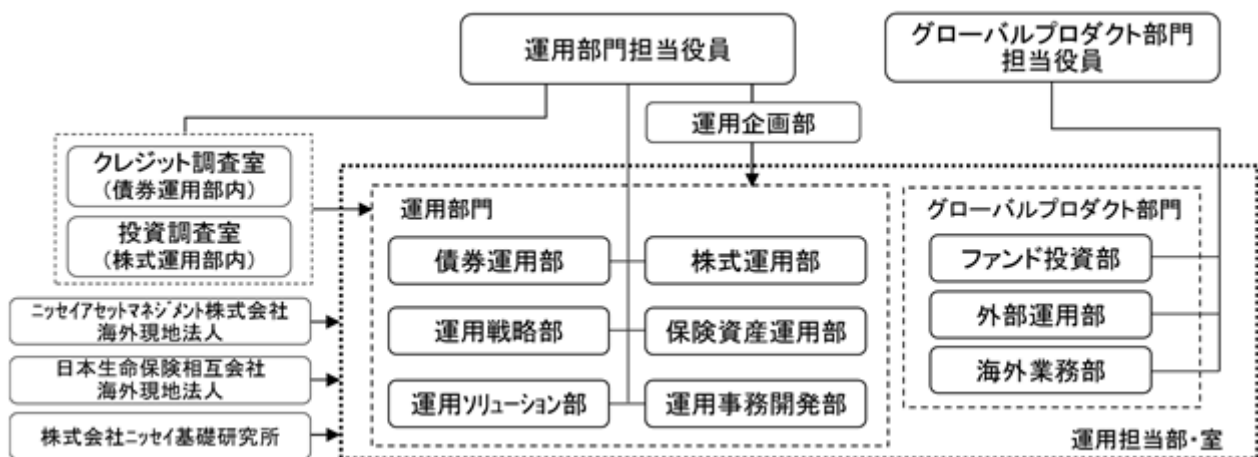 運用部門担当役員
グローバルプロダクト部門
担当役員
運用企画部
クレジット調査室
(債券運用部内)
投資調査室
(株式運用部内)
運用部門
グローバルプロダクト部門
債券運用部
株式運用部
ファンド投資部
ニッセイアセットマネジメント株式会社
海外現地法人
運用戦略部
保険資産運用部
外部運用部
日本生命保険相互会社
海外現地法人
海外業務部
運用ソリューション部
運用事務開発部
株式会社ニッセイ基礎研究所
運用担当部・室